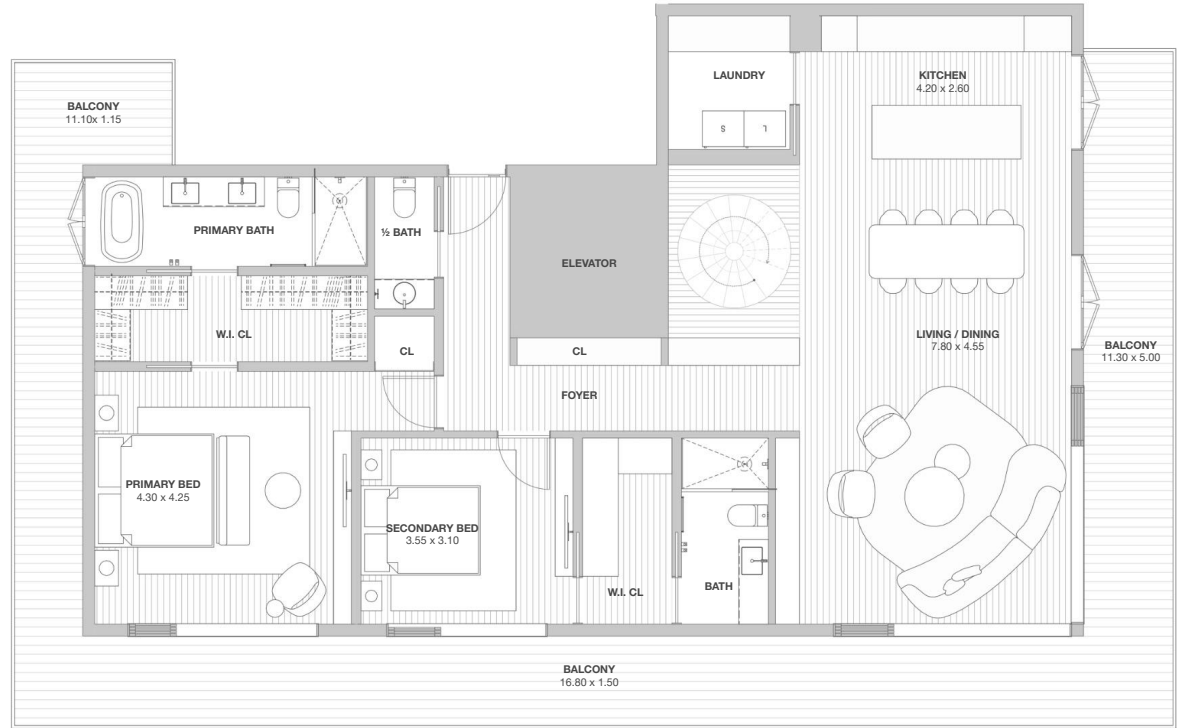 LAUNDRY
KITCHEN
4.20 x 2.60
BALCONY
11.10x 1.15
S
L
PRIMARY BATH
½ BATH
ELEVATOR
W.I. CL
CL
CL
LIVING / DINING
7.80 x 4.55
BALCONY
11.30 x 5.00
FOYER
PRIMARY BED
4.30 x 4.25
SECONDARY BED
3.55 x 3.10
W.I. CL
BATH
BALCONY
16.80 x 1.50